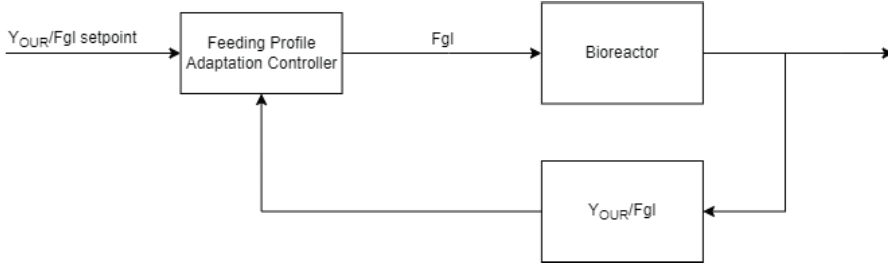 Y_OUR/Fgl setpoint
Feeding Profile
Adaptation Controller
Fgl
Bioreactor
Y_OUR/Fgl